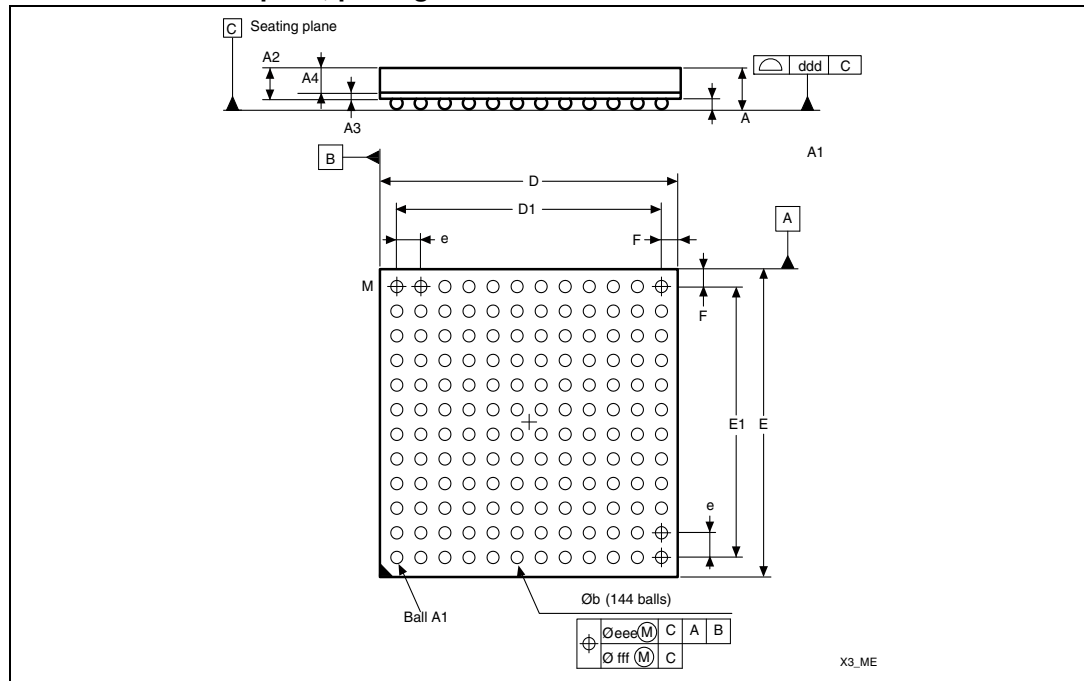 C Seating plane
A2
A4
ddd C
A3
A
A1
B
D
D1
A
e
F
M
F
E1 E
e
Øb (144 balls)
Ball A1
Øeee M C A B
Ø fff M C
X3_ME